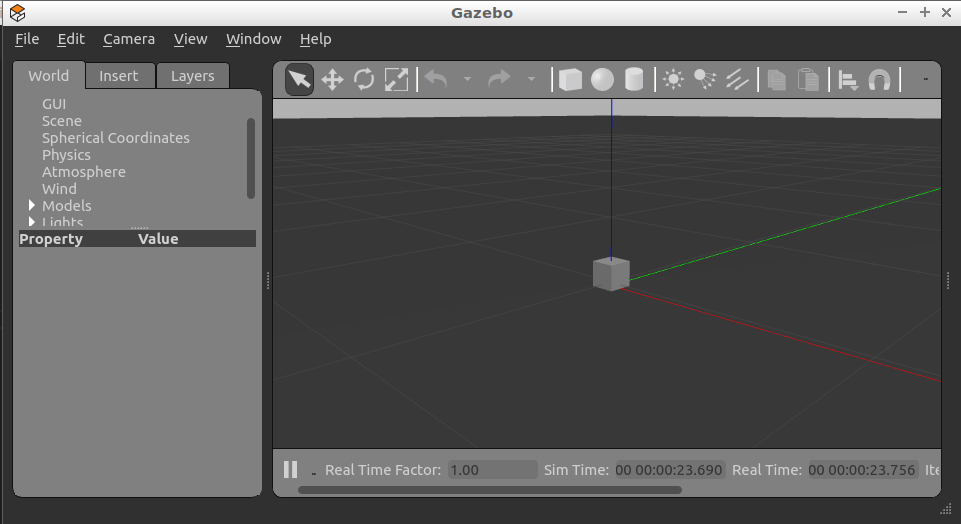 Gazebo
File Edit Camera View Window Help
World Insert Layers
GUI
Scene
Spherical Coordinates
Physics
Atmosphere
Wind
Models
Lights
Property Value
Real Time Factor: 1.00 Sim Time: 00 00:00:23.690 Real Time: 00 00:00:23.756 Ite